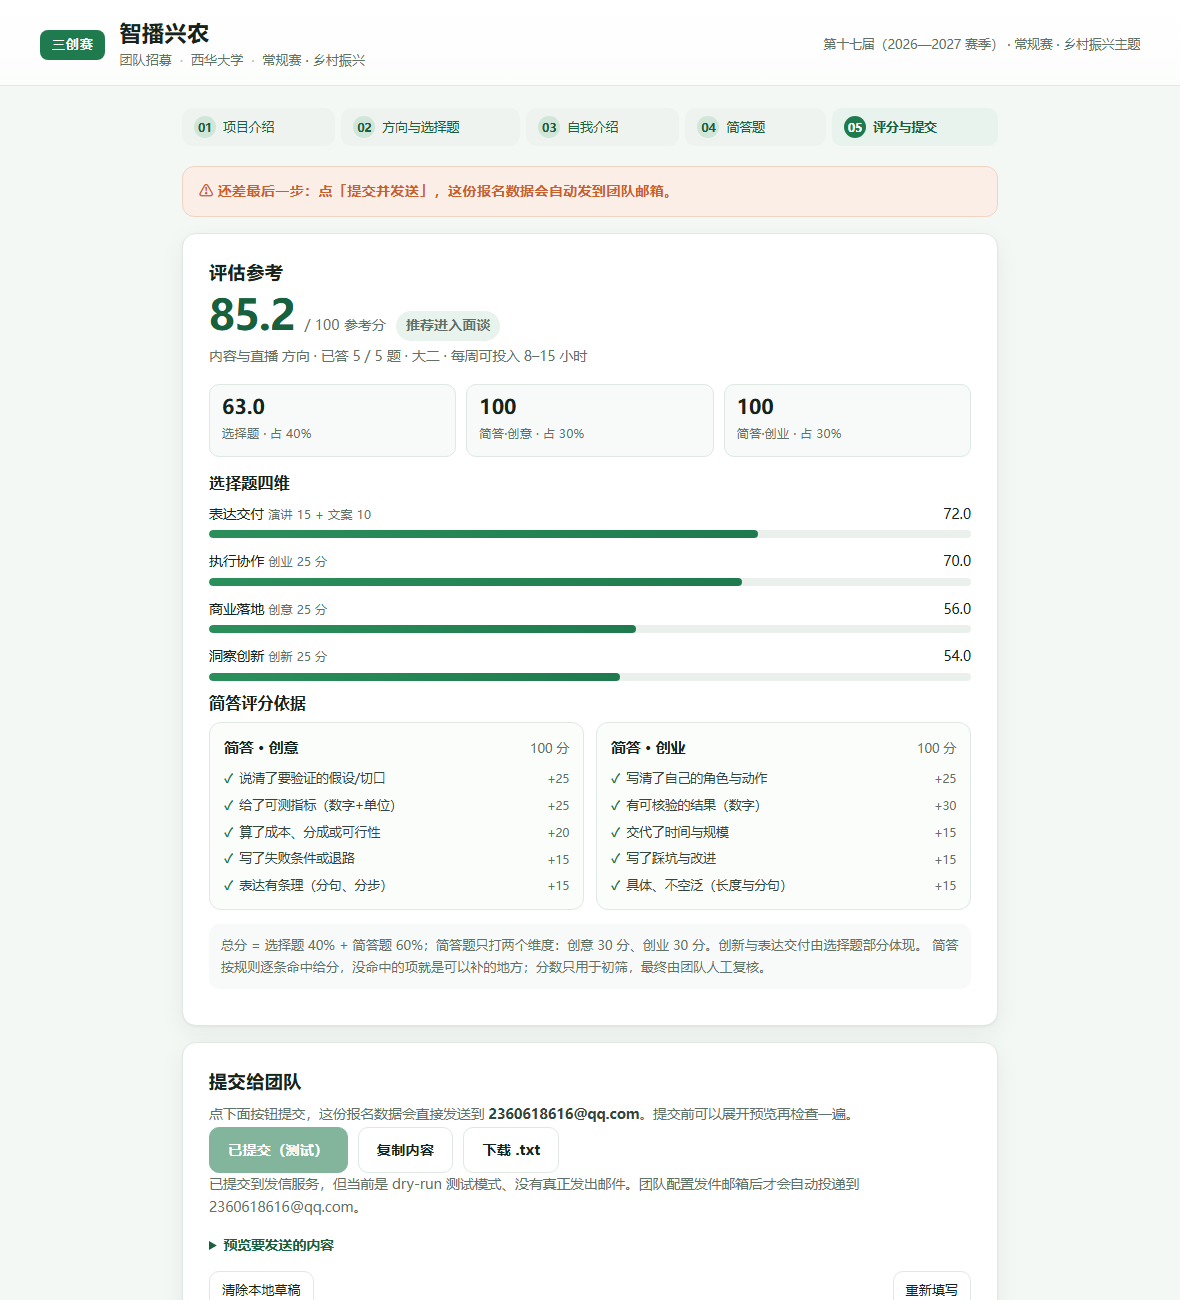 三创赛
智播兴农
团队招募 · 西华大学 · 常规赛 · 乡村振兴
第十七届（2026—2027 赛季） · 常规赛 · 乡村振兴主题
01 项目介绍
02 方向与选择题
03 自我介绍
04 简答题
05 评分与提交
还差最后一步：点「提交并发送」，这份报名数据会自动发到团队邮箱。
评估参考
85.2 / 100 参考分 推荐进入面谈
内容与直播 方向 · 已答 5 / 5 题 · 大二 · 每周可投入 8–15 小时
63.0
选择题 · 占 40%
100
简答·创意 · 占 30%
100
简答·创业 · 占 30%
选择题四维
表达交付 演讲 15 + 文案 10 72.0
执行协作 创业 25 分 70.0
商业落地 创意 25 分 56.0
洞察创新 创新 25 分 54.0
简答评分依据
简答 · 创意 100 分
✓ 说清了要验证的假设/切口 +25
✓ 给了可测指标（数字+单位） +25
✓ 算了成本、分成或可行性 +20
✓ 写了失败条件或退路 +15
✓ 表达有条理（分句、分步） +15
简答 · 创业 100 分
✓ 写清了自己的角色与动作 +25
✓ 有可核验的结果（数字） +30
✓ 交代了时间与规模 +15
✓ 写了踩坑与改进 +15
✓ 具体、不空泛（长度与分句） +15
总分 = 选择题 40% + 简答题 60%；简答题只打两个维度：创意 30 分、创业 30 分。创新与表达交付由选择题部分体现。 简答
按规则逐条命中给分，没命中的项就是可以补的地方；分数只用于初筛，最终由团队人工复核。
提交给团队
点下面按钮提交，这份报名数据会直接发送到 2360618616@qq.com。提交前可以展开预览再检查一遍。
已提交（测试）
复制内容
下载 .txt
已提交到发信服务，但当前是 dry-run 测试模式、没有真正发出邮件。团队配置发件邮箱后才会自动投递到
2360618616@qq.com。
▶ 预览要发送的内容
清除本地草稿
重新填写